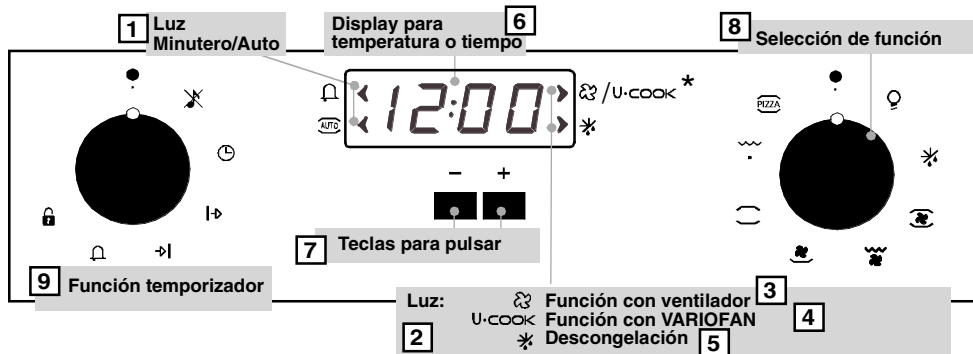 1 Luz
Minutero/Auto
Display para 6
temperatura o tiempo
8 Selección de función
AUTO
12:00
/U·COOK *
PIZZA
- +
7 Teclas para pulsar
9 Función temporizador
Luz: Función con ventilador 3
U·COOK Función con VARIOFAN 4
2 Descongelación 5